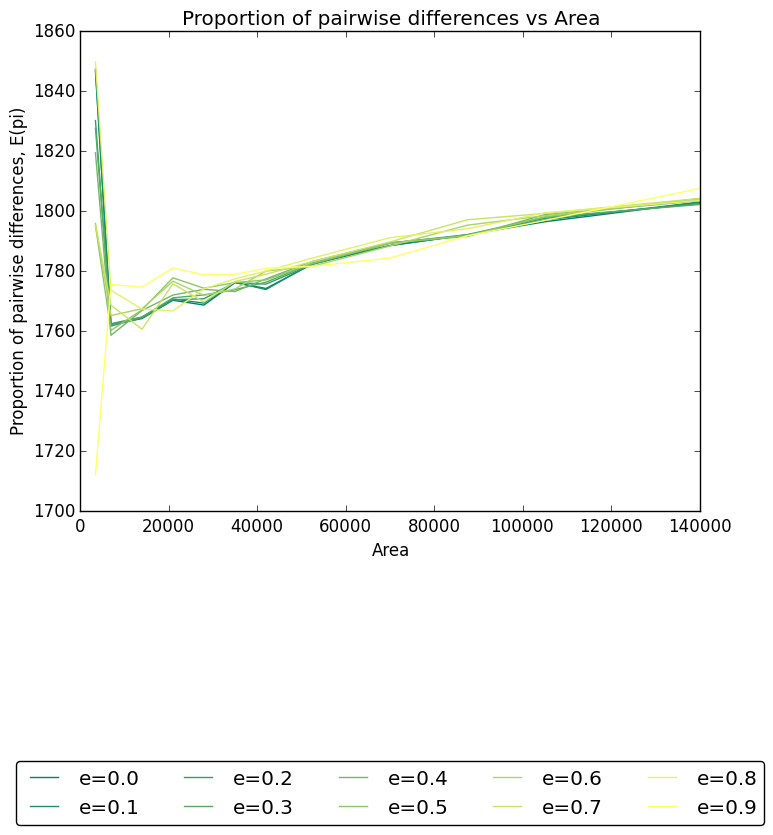 Proportion of pairwise differences vs Area
1860
1840
1820
1800
1780
1760
1740
1720
1700
Proportion of pairwise differences, E(pi)
0 20000 40000 60000 80000 100000 120000 140000
Area
e=0.0 e=0.2 e=0.4 e=0.6 e=0.8
e=0.1 e=0.3 e=0.5 e=0.7 e=0.9